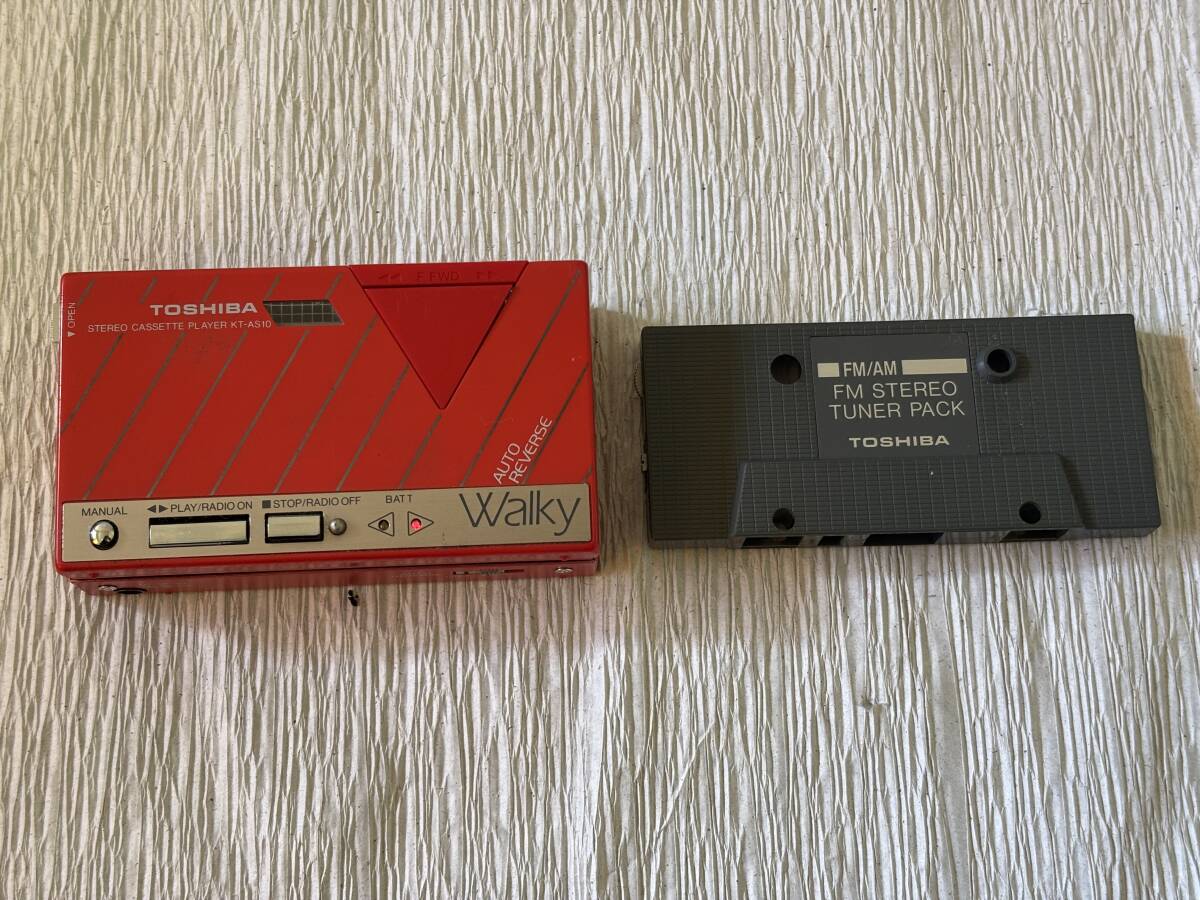 ◀◀ F.FWD ▶▶
▼ OPEN
TOSHIBA
STEREO CASSETTE PLAYER KT-AS10
AUTO
REVERSE
MANUAL
◀▶ PLAY/RADIO ON
■ STOP/RADIO OFF
BATT
Walky
FM/AM
FM STEREO
TUNER PACK
TOSHIBA